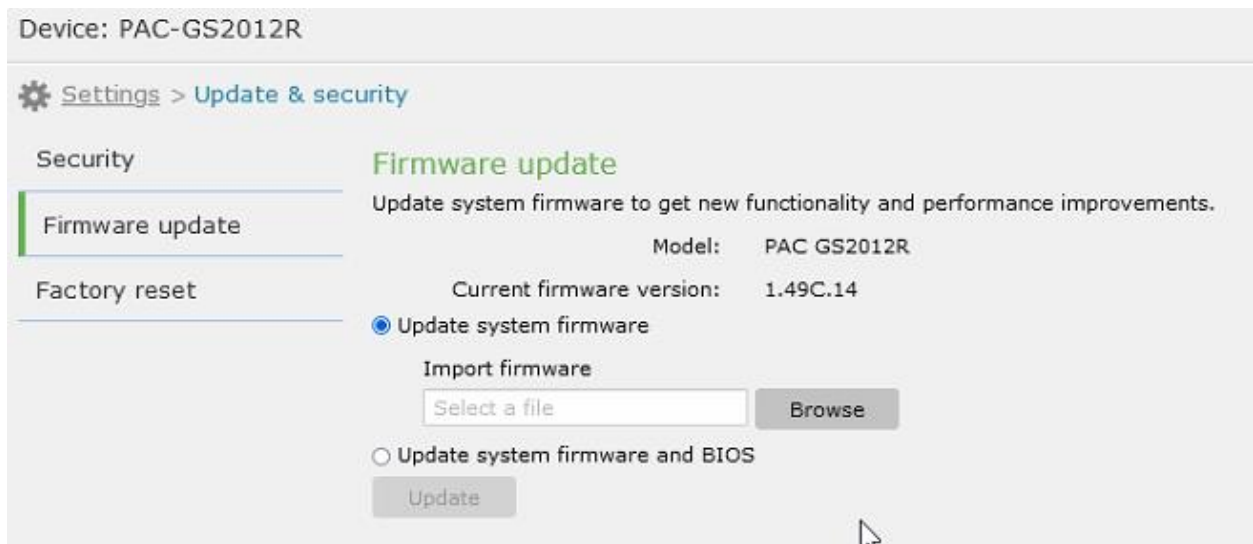 Device: PAC-GS2012R
Settings > Update & security
Security
Firmware update
Factory reset
Firmware update
Update system firmware to get new functionality and performance improvements.
Model: PAC GS2012R
Current firmware version: 1.49C.14
Update system firmware
Import firmware
Select a file Browse
Update system firmware and BIOS
Update